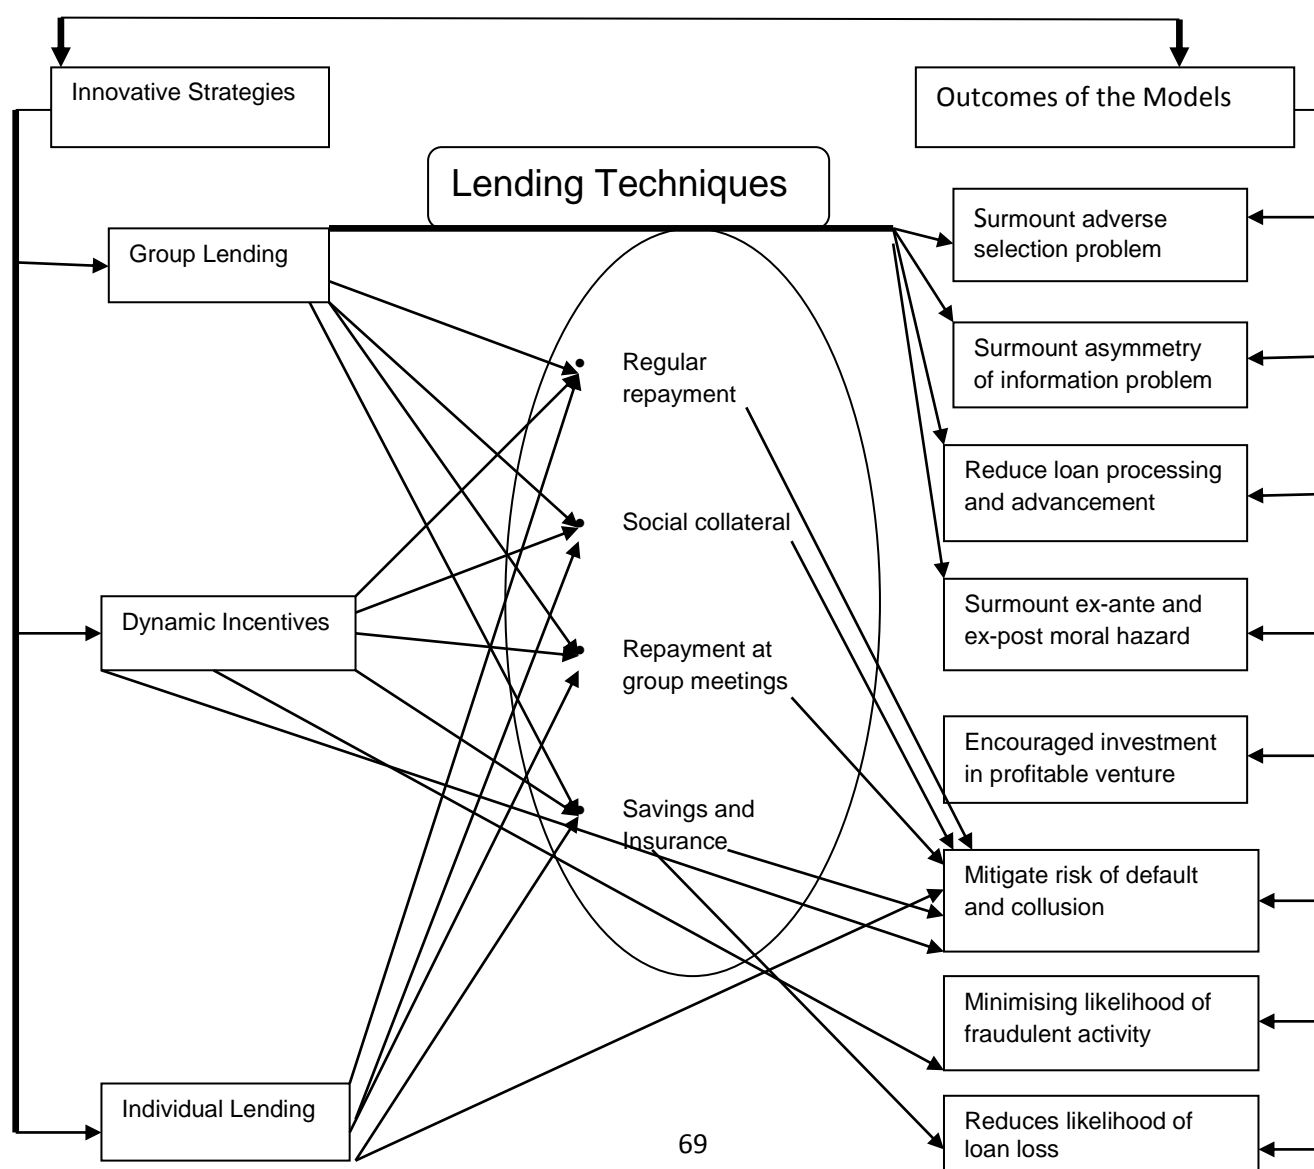 Innovative Strategies
Outcomes of the Models
Lending Techniques
Group Lending
Dynamic Incentives
Individual Lending
• Regular
repayment
• Social collateral
• Repayment at
group meetings
• Savings and
Insurance
Surmount adverse
selection problem
Surmount asymmetry
of information problem
Reduce loan processing
and advancement
Surmount ex-ante and
ex-post moral hazard
Encouraged investment
in profitable venture
Mitigate risk of default
and collusion
Minimising likelihood of
fraudulent activity
Reduces likelihood of
loan loss
69